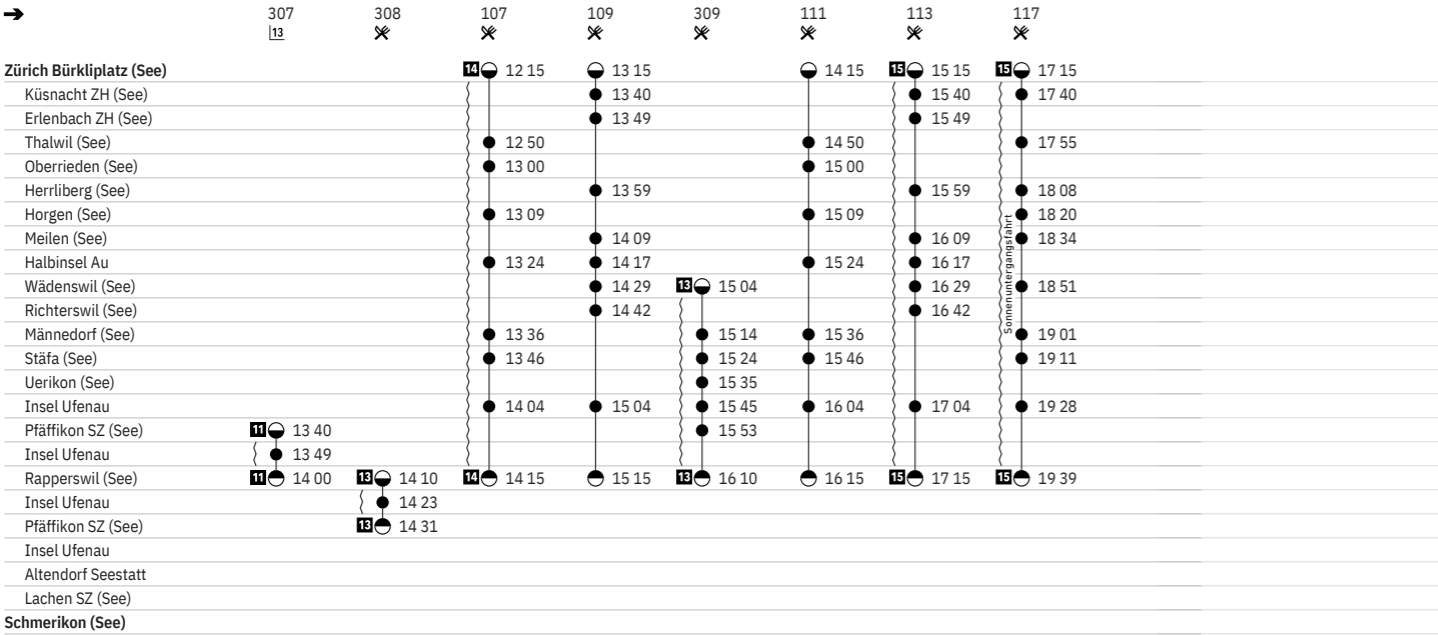 ➔ 307 308 107 109 309 111 113 117
13
Zürich Bürkliplatz (See) 14 12 15 13 15 14 15 15 15 15 15 17 15
Küsnacht ZH (See) 13 40 15 40 17 40
Erlenbach ZH (See) 13 49 15 49
Thalwil (See) 12 50 14 50 17 55
Oberrieden (See) 13 00 15 00
Herrliberg (See) 13 59 15 59 18 08
Horgen (See) 13 09 15 09 18 20
Meilen (See) 14 09 16 09 18 34
Halbinsel Au 13 24 14 17 15 24 16 17
Wädenswil (See) 14 29 13 15 04 16 29 18 51
Richterswil (See) 14 42 16 42
Sonnenuntergangsfahrt
Männedorf (See) 13 36 15 14 15 36 19 01
Stäfa (See) 13 46 15 24 15 46 19 11
Uerikon (See) 15 35
Insel Ufenau 14 04 15 04 15 45 16 04 17 04 19 28
Pfäffikon SZ (See) 11 13 40 15 53
Insel Ufenau 13 49
Rapperswil (See) 11 14 00 13 14 10 14 14 15 15 15 13 16 10 16 15 15 17 15 15 19 39
Insel Ufenau 14 23
Pfäffikon SZ (See) 13 14 31
Insel Ufenau
Altendorf Seestatt
Lachen SZ (See)
Schmerikon (See)